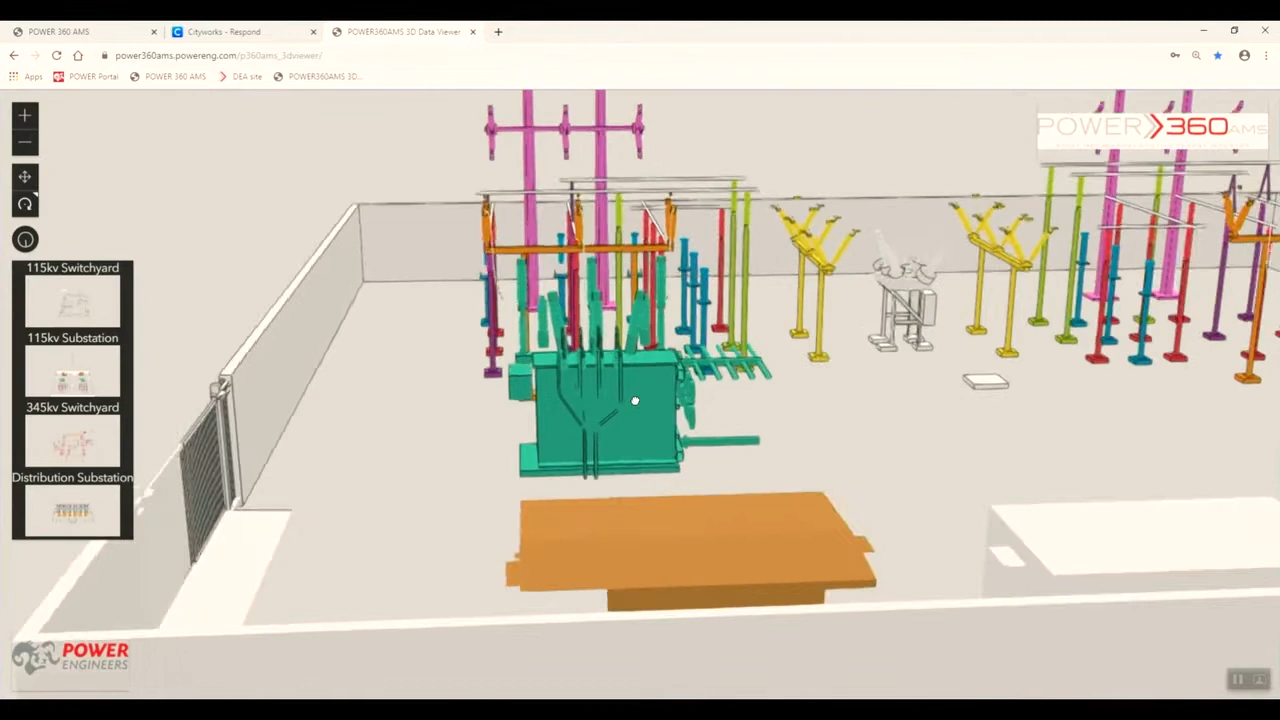 POWER 360 AMS
Cityworks - Respond
POWER360AMS 3D Data Viewer
power360ams.powereng.com/p360ams_3dviewer/
Apps
POWER Portal
POWER 360 AMS
DEA site
POWER360AMS 3D...
POWER 360 AMS
115kv Switchyard
115kv Substation
345kv Switchyard
Distribution Substation
POWER
ENGINEERS